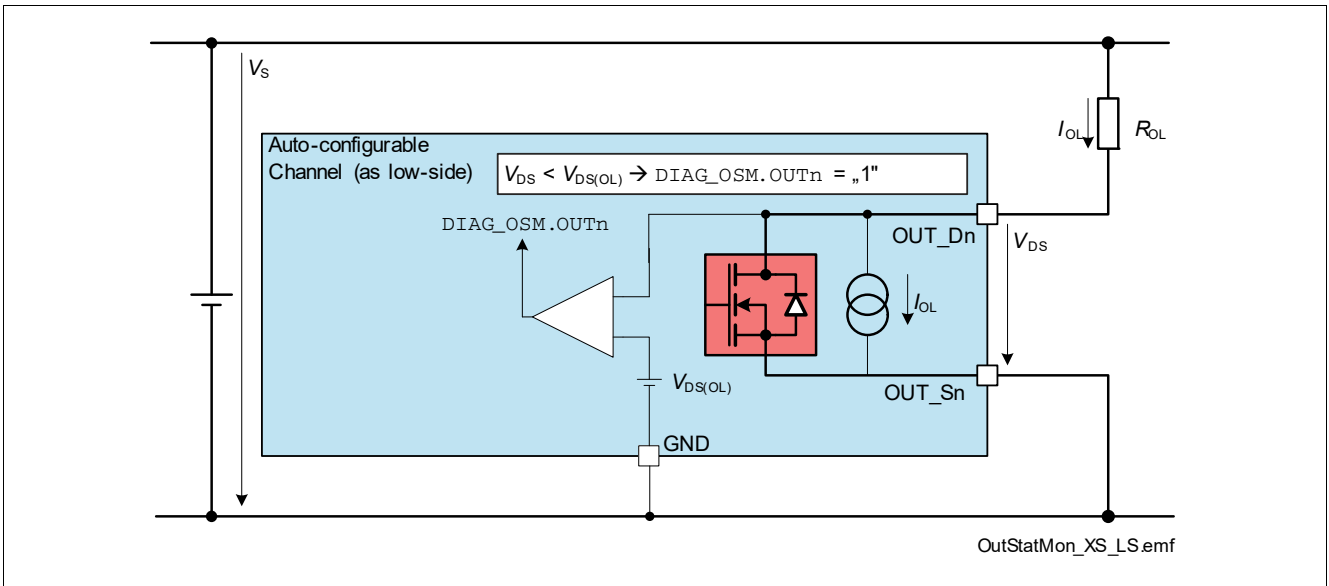 VS
Auto-configurable
Channel (as low-side)
VDS < VDS(OL) → DIAG_OSM.OUTn = „1"
IOL
ROL
DIAG_OSM.OUTn
OUT_Dn
VDS
IOL
VDS(OL)
OUT_Sn
GND
OutStatMon_XS_LS.emf